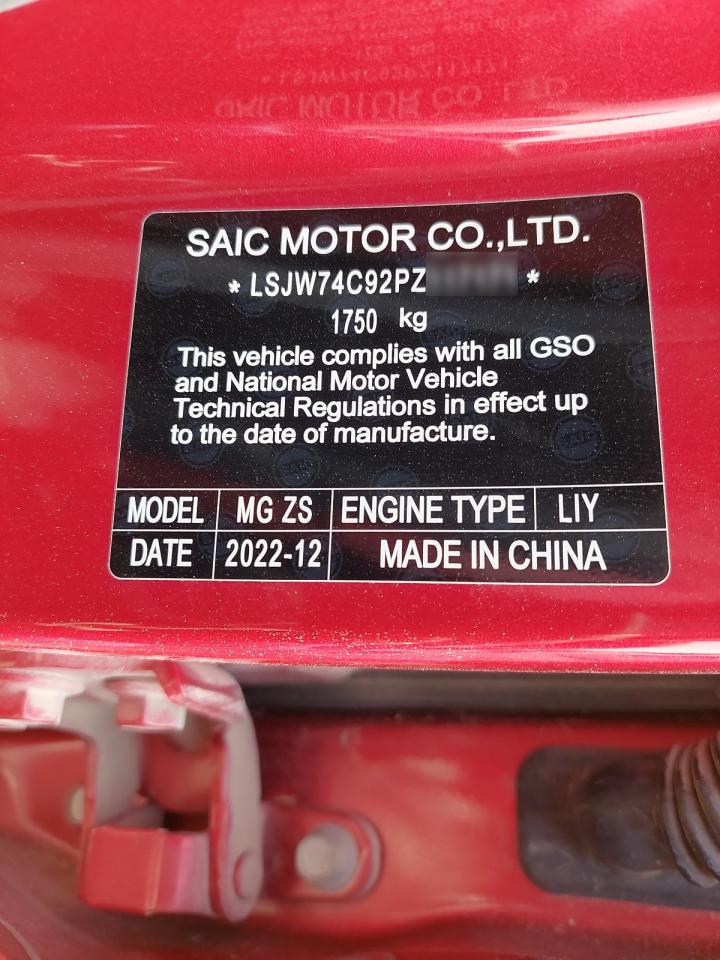 SAIC MOTOR CO.,LTD.
* LSJW74C92PZ *
1750 kg
This vehicle complies with all GSO
and National Motor Vehicle
Technical Regulations in effect up
to the date of manufacture.
MODEL MG ZS ENGINE TYPE LIY
DATE 2022-12 MADE IN CHINA